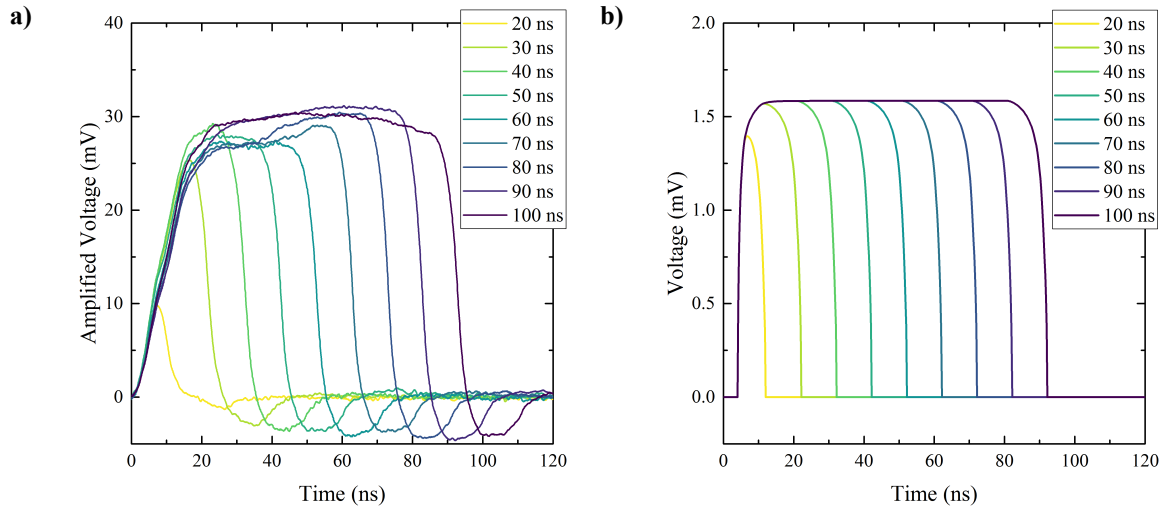 a)
Amplified Voltage (mV)
40
30
20
10
0
0 20 40 60 80 100 120
Time (ns)
20 ns
30 ns
40 ns
50 ns
60 ns
70 ns
80 ns
90 ns
100 ns
b)
Voltage (mV)
2.0
1.5
1.0
0.5
0.0
0 20 40 60 80 100 120
Time (ns)
20 ns
30 ns
40 ns
50 ns
60 ns
70 ns
80 ns
90 ns
100 ns